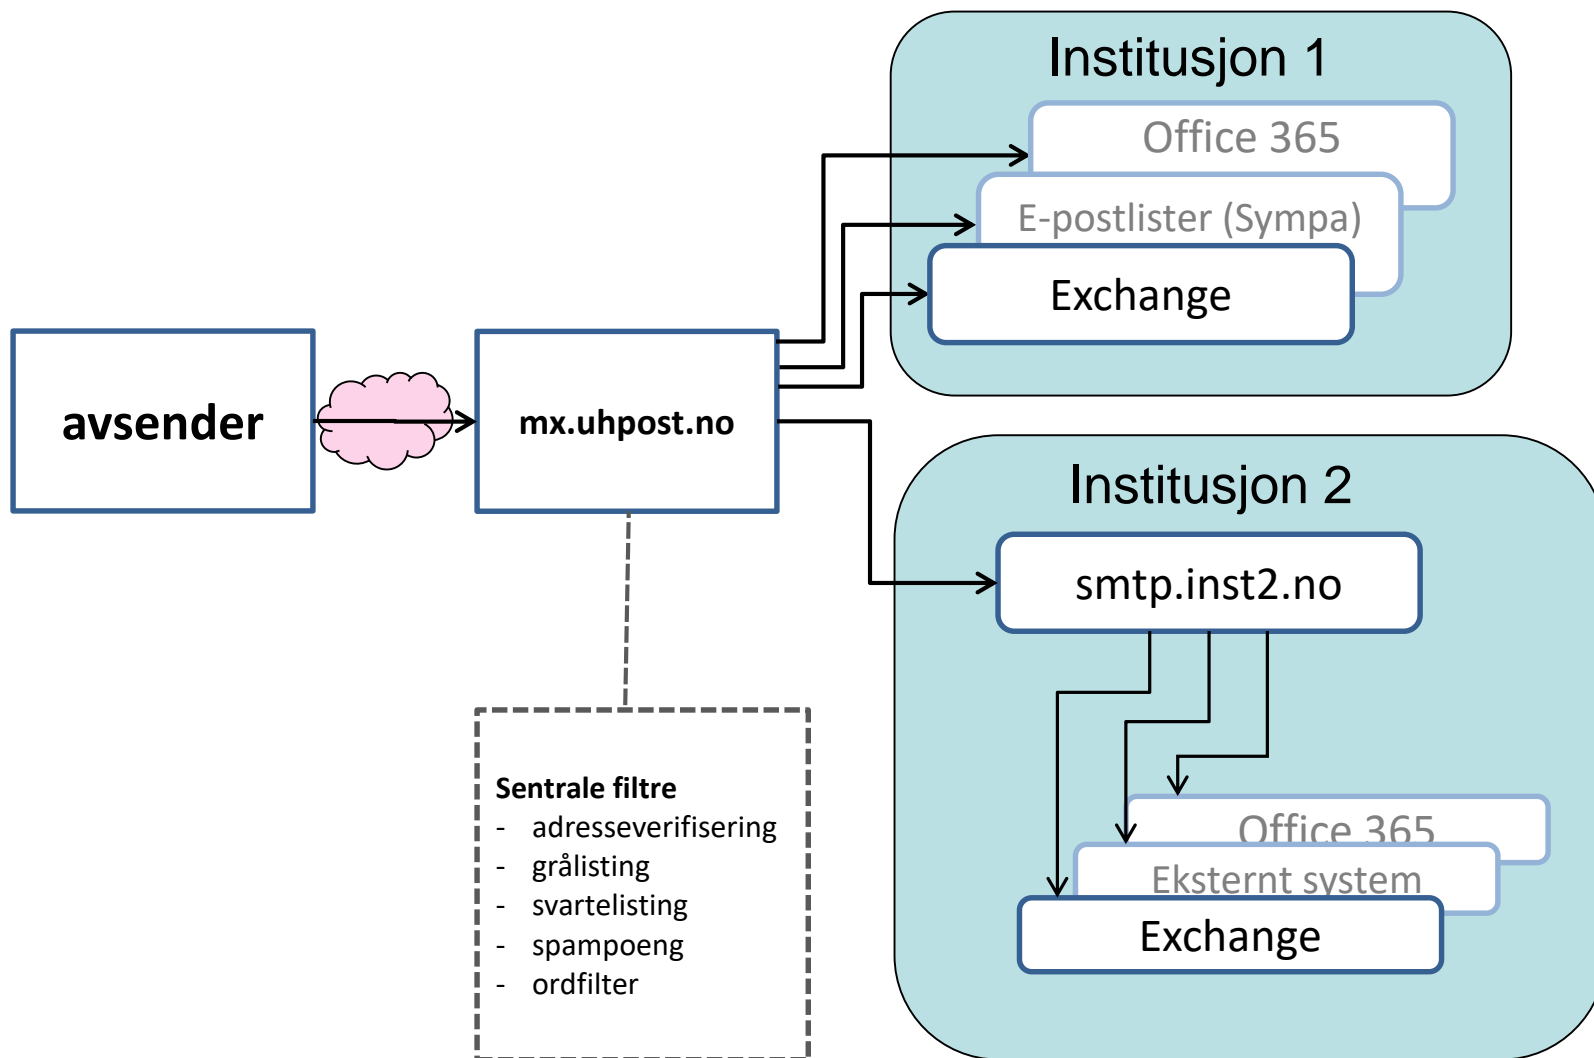 Institusjon 1
Office 365
E-postlister (Sympa)
Exchange
avsender
mx.uhpost.no
Institusjon 2
smtp.inst2.no
Office 365
Eksternt system
Exchange
Sentrale filtre
- adresseverifisering
- grålisting
- svartelisting
- spampoeng
- ordfilter